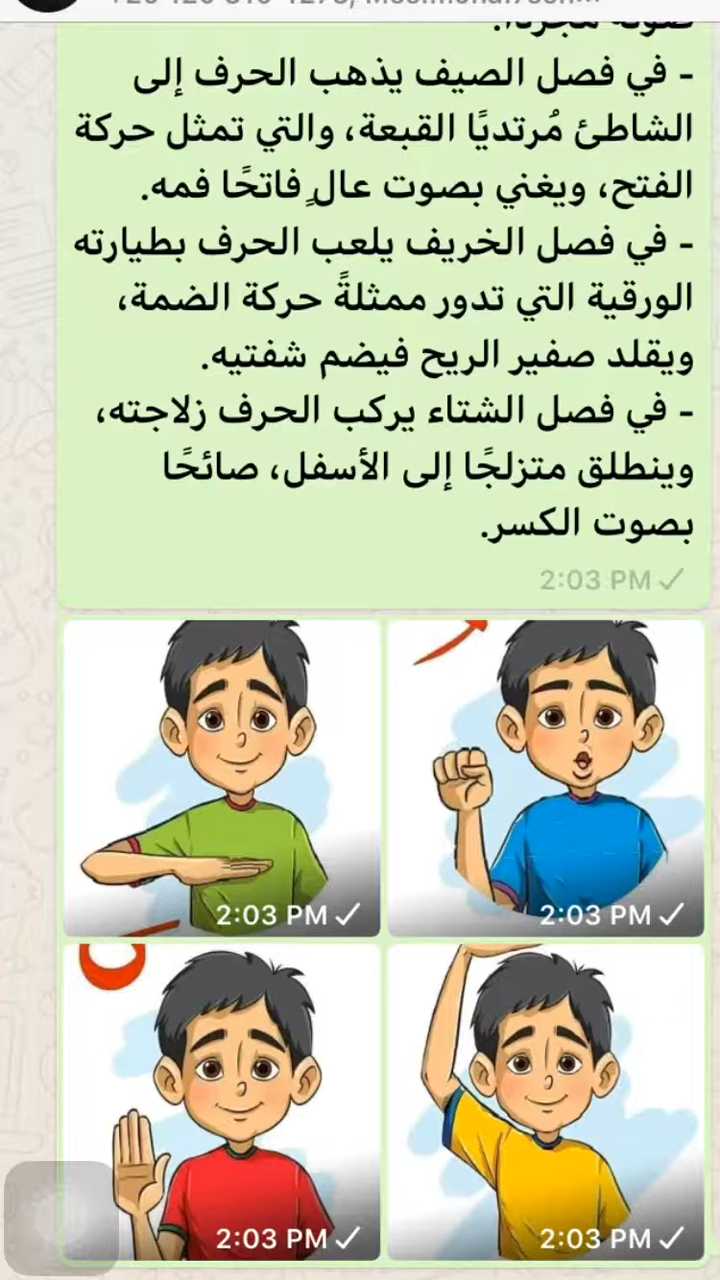 - في فصل الصيف يذهب الحرف إلى
الشاطئ مُرتديًا القبعة، والتي تمثل حركة
الفتح، ويغني بصوت عالٍ فاتحًا فمه.
- في فصل الخريف يلعب الحرف بطيارته
الورقية التي تدور ممثلةً حركة الضمة،
ويقلد صفير الريح فيضم شفتيه.
- في فصل الشتاء يركب الحرف زلاجته،
وينطلق متزلجًا إلى الأسفل، صائحًا
بصوت الكسر.
2:03 PM
2:03 PM
2:03 PM
2:03 PM
2:03 PM